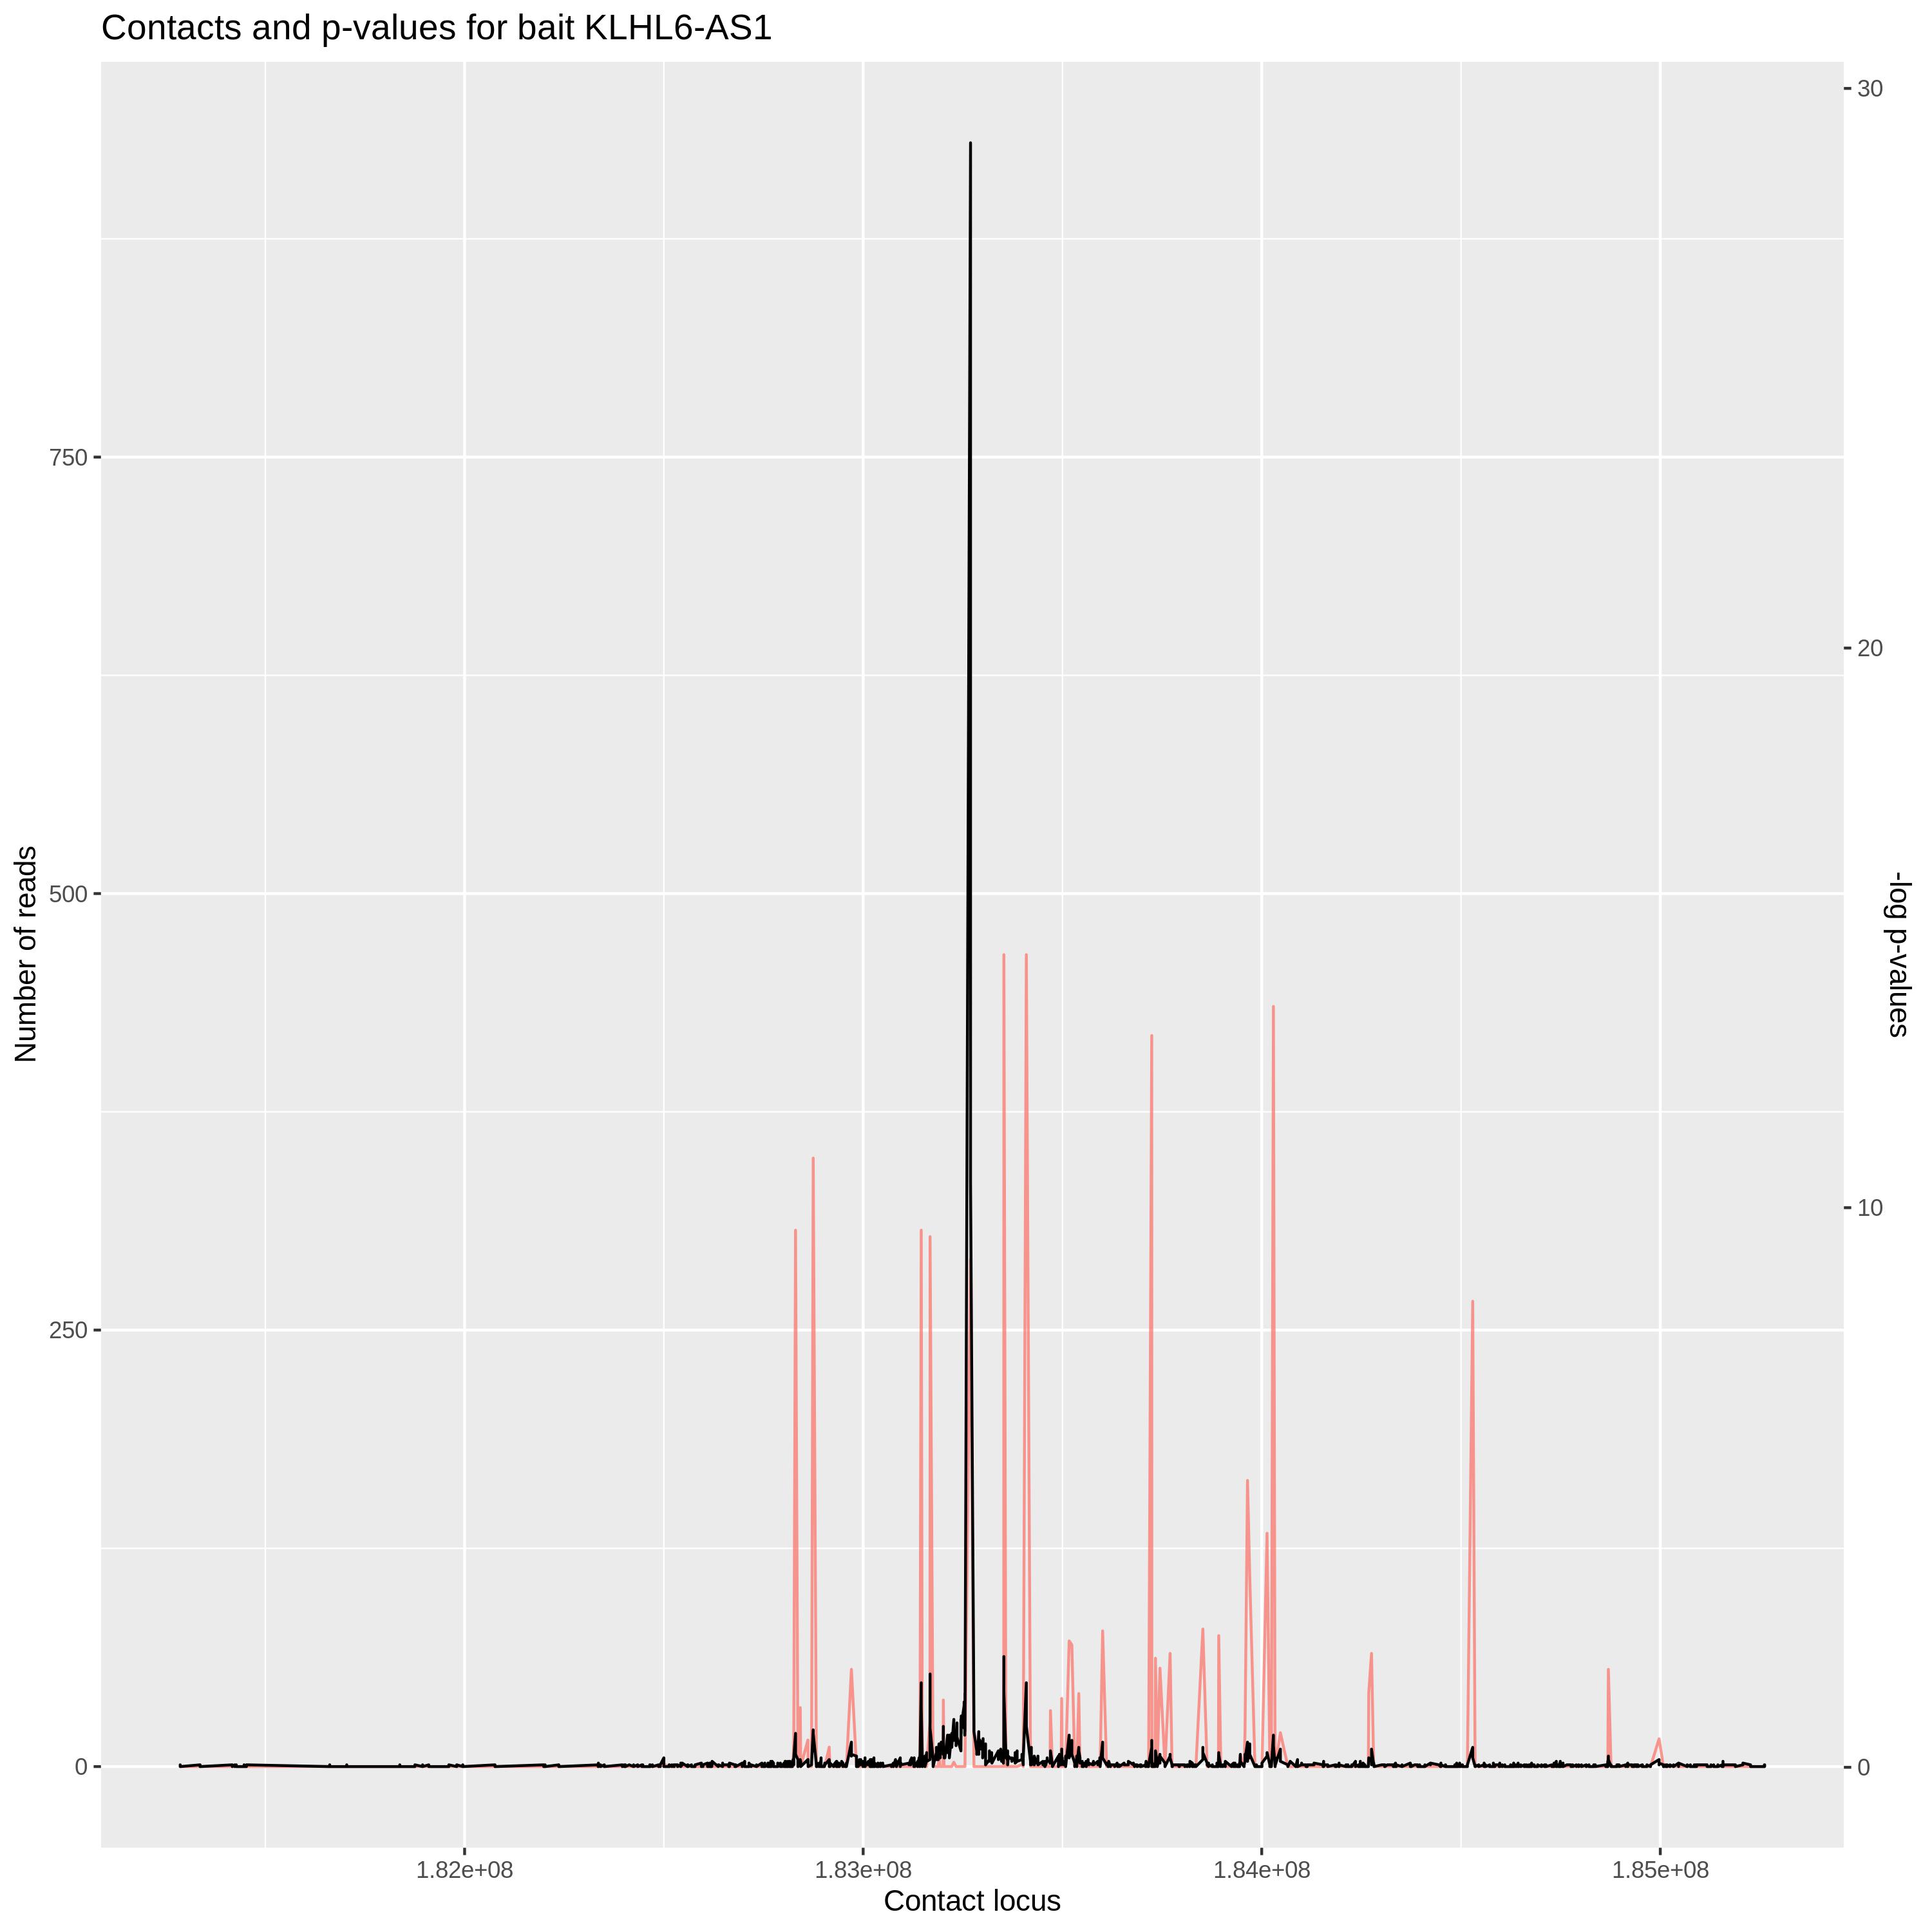 Contacts and p-values for bait KLHL6-AS1
30
750
20
500
Number of reads
-log p-values
10
250
0
0
1.82e+08
1.83e+08
1.84e+08
1.85e+08
Contact locus